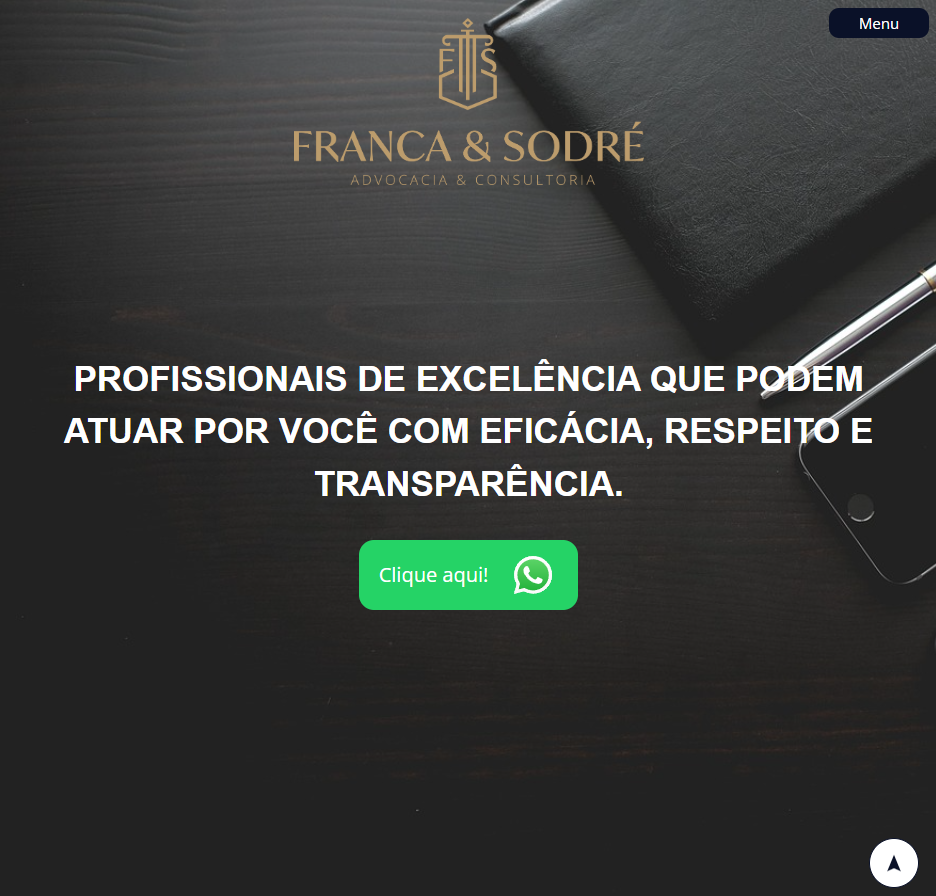 Menu
FS
FRANCA & SODRÉ
ADVOCACIA & CONSULTORIA
PROFISSIONAIS DE EXCELÊNCIA QUE PODEM
ATUAR POR VOCÊ COM EFICÁCIA, RESPEITO E
TRANSPARÊNCIA.
Clique aqui!